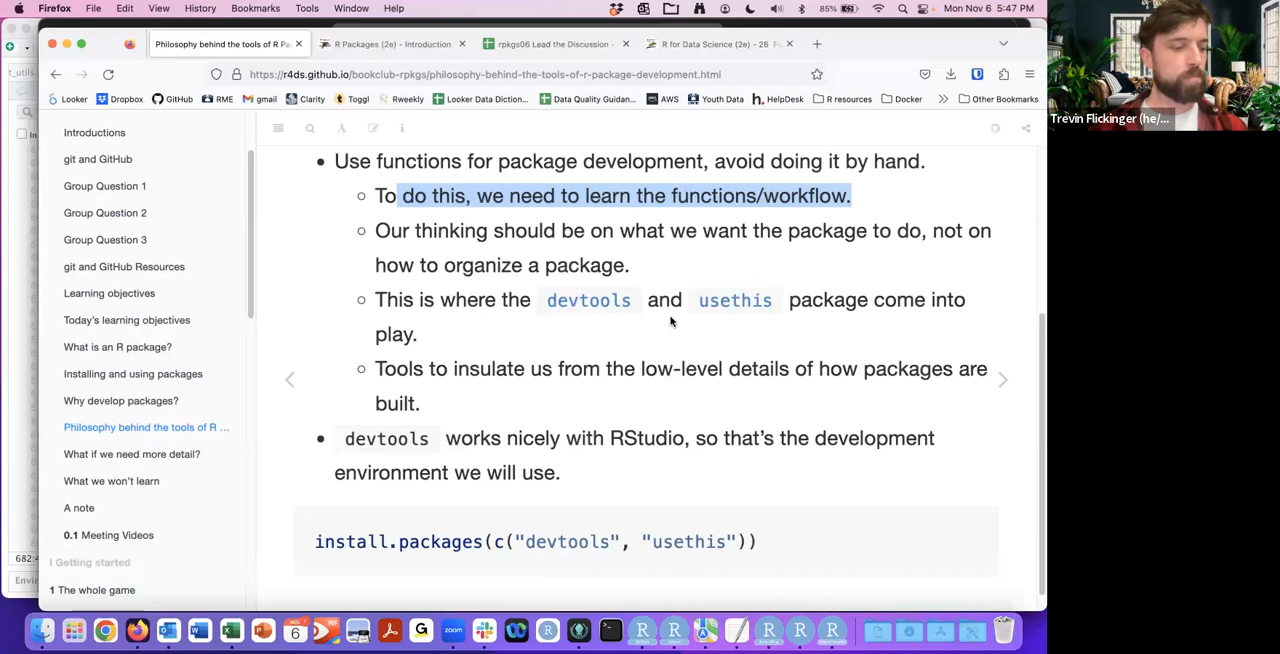 Firefox File Edit View History Bookmarks Tools Window Help 85% Mon Nov 6 5:47 PM
Philosophy behind the tools of R Pa R Packages (2e) - Introduction rpkgs06 Lead the Discussion - R for Data Science (2e) - 26 F
https://r4ds.github.io/bookclub-rpkgs/philosophy-behind-the-tools-of-r-package-development.html
Looker Dropbox GitHub RME gmail Clarity Toggl Rweekly Looker Data Diction... Data Quality Guidan... AWS Youth Data HelpDesk R resources Docker Other Bookmarks
Trevin Flickinger (he/...
Introductions
git and GitHub
Group Question 1
Group Question 2
Group Question 3
git and GitHub Resources
Learning objectives
Today's learning objectives
What is an R package?
Installing and using packages
Why develop packages?
Philosophy behind the tools of R ...
What if we need more detail?
What we won't learn
A note
0.1 Meeting Videos
I Getting started
1 The whole game
• Use functions for package development, avoid doing it by hand.
○ To do this, we need to learn the functions/workflow.
○ Our thinking should be on what we want the package to do, not on
how to organize a package.
○ This is where the devtools and usethis package come into
play.
○ Tools to insulate us from the low-level details of how packages are
built.
• devtools works nicely with RStudio, so that's the development
environment we will use.
install.packages(c("devtools", "usethis"))
t_utils.
In
682:4
Envir
zoom
NOV
6